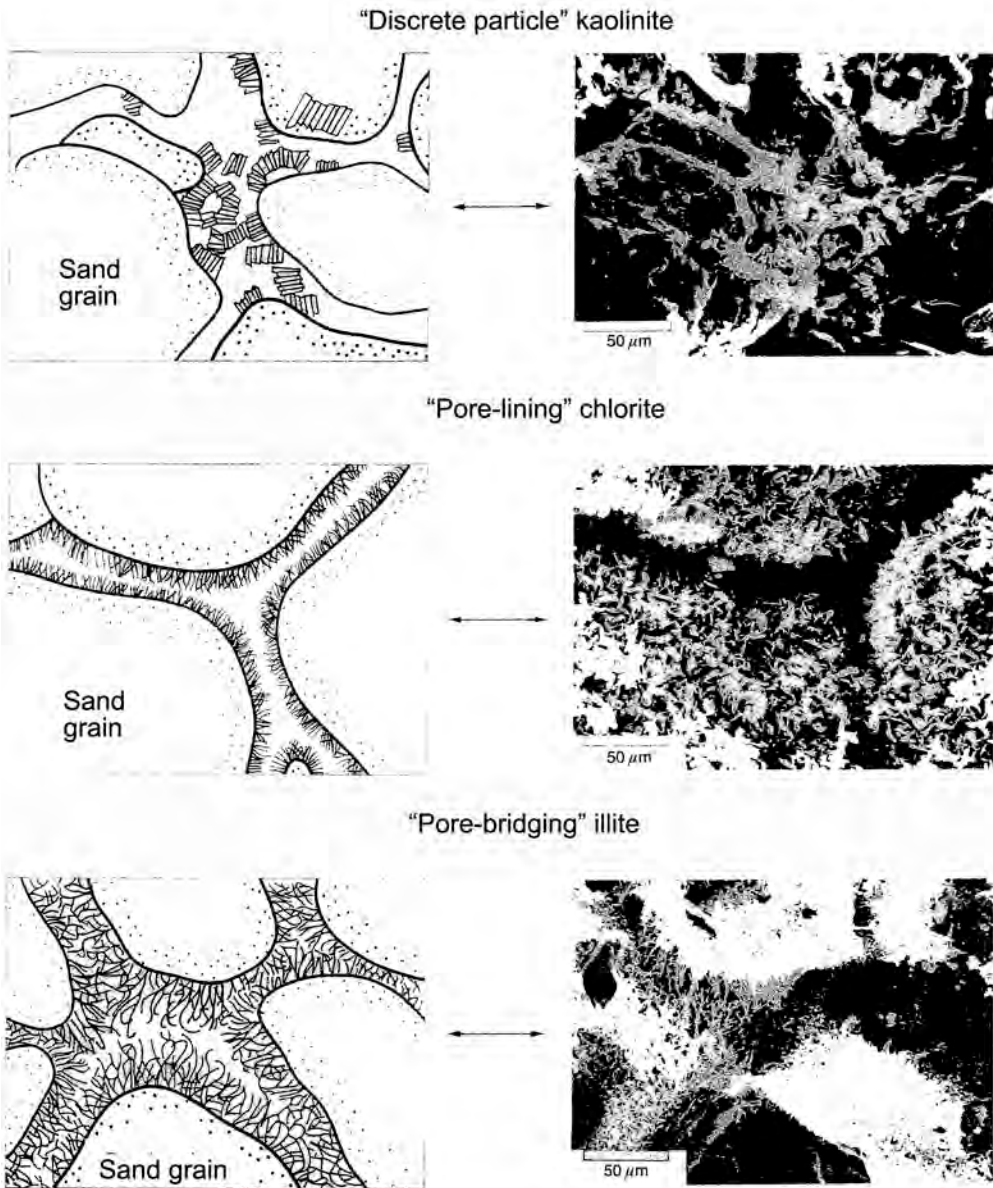 “Discrete particle” kaolinite
Sand
grain
50 μm
“Pore-lining” chlorite
Sand
grain
50 μm
“Pore-bridging” illite
Sand grain
50 μm